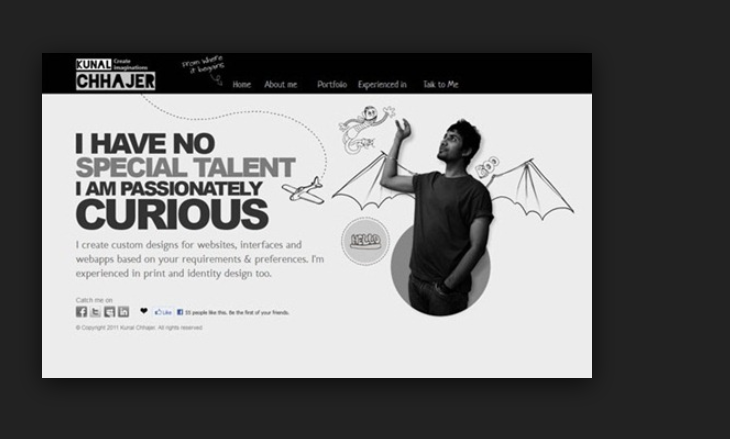 KUNAL Create imaginations
CHHAJER
From where
it begins
Home About me Portfolio Experienced in Talk to Me
I HAVE NO
SPECIAL TALENT
I AM PASSIONATELY
CURIOUS
I create custom designs for websites, interfaces and
webapps based on your requirements & preferences. I'm
experienced in print and identity design too.
HELLO
Catch me on
Like 33 people like this. Be the first of your friends.
© Copyright 2011 Kunal Chhajer. All rights reserved